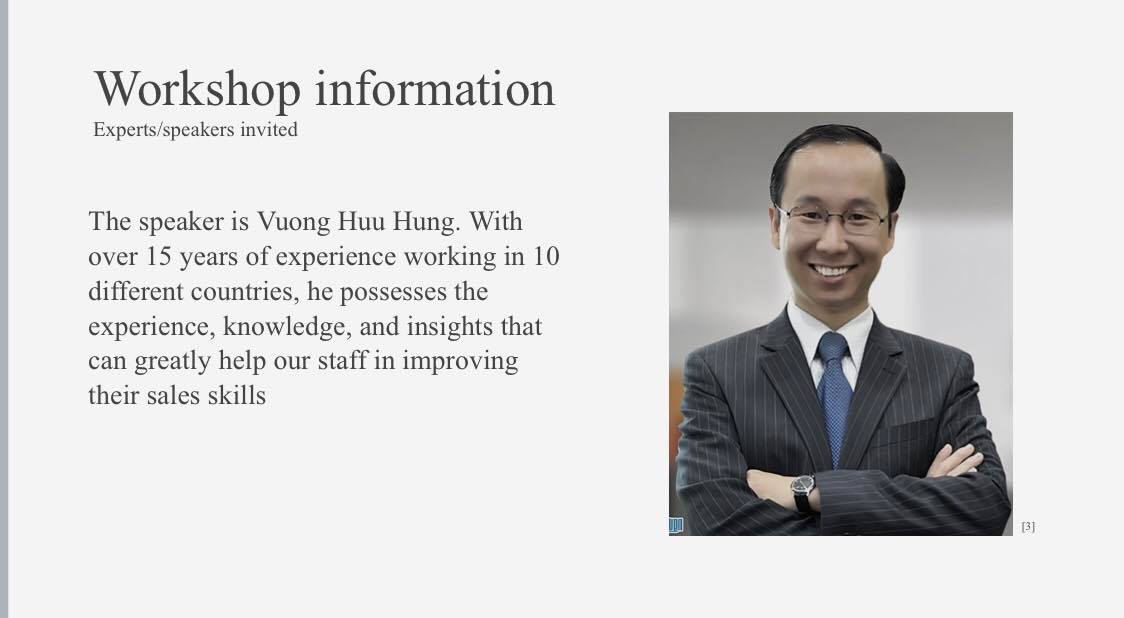 Workshop information
Experts/speakers invited
The speaker is Vuong Huu Hung. With
over 15 years of experience working in 10
different countries, he possesses the
experience, knowledge, and insights that
can greatly help our staff in improving
their sales skills
[3]